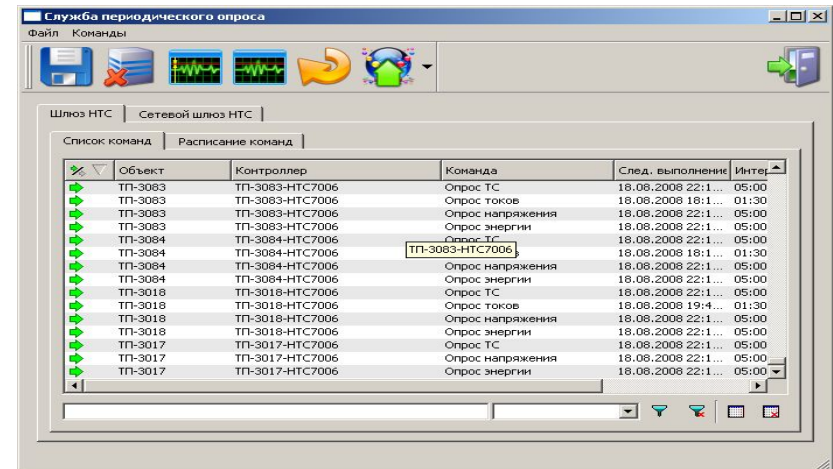 Служба периодического опроса
Файл Команды
Шлюз НТС Сетевой шлюз НТС
Список команд Расписание команд
Объект Контроллер Команда След. выполнение Интер
ТП-3083 ТП-3083-НТС7006 Опрос ТС 18.08.2008 22:1... 05:00
ТП-3083 ТП-3083-НТС7006 Опрос токов 18.08.2008 18:1... 01:30
ТП-3083 ТП-3083-НТС7006 Опрос напряжения 18.08.2008 22:1... 05:00
ТП-3083 ТП-3083-НТС7006 Опрос энергии 18.08.2008 22:1... 05:00
ТП-3084 ТП-3084-НТС7006 Опрос ТС 18.08.2008 22:1... 05:00
ТП-3084 ТП-3084-НТС7006 ТП-3083-НТС7006 18.08.2008 18:1... 01:30
ТП-3084 ТП-3084-НТС7006 Опрос напряжения 18.08.2008 22:1... 05:00
ТП-3084 ТП-3084-НТС7006 Опрос энергии 18.08.2008 22:1... 05:00
ТП-3018 ТП-3018-НТС7006 Опрос ТС 18.08.2008 22:1... 05:00
ТП-3018 ТП-3018-НТС7006 Опрос токов 18.08.2008 19:4... 01:30
ТП-3018 ТП-3018-НТС7006 Опрос напряжения 18.08.2008 22:1... 05:00
ТП-3018 ТП-3018-НТС7006 Опрос энергии 18.08.2008 22:1... 05:00
ТП-3017 ТП-3017-НТС7006 Опрос ТС 18.08.2008 22:1... 05:00
ТП-3017 ТП-3017-НТС7006 Опрос напряжения 18.08.2008 22:1... 05:00
ТП-3017 ТП-3017-НТС7006 Опрос энергии 18.08.2008 22:1... 05:00